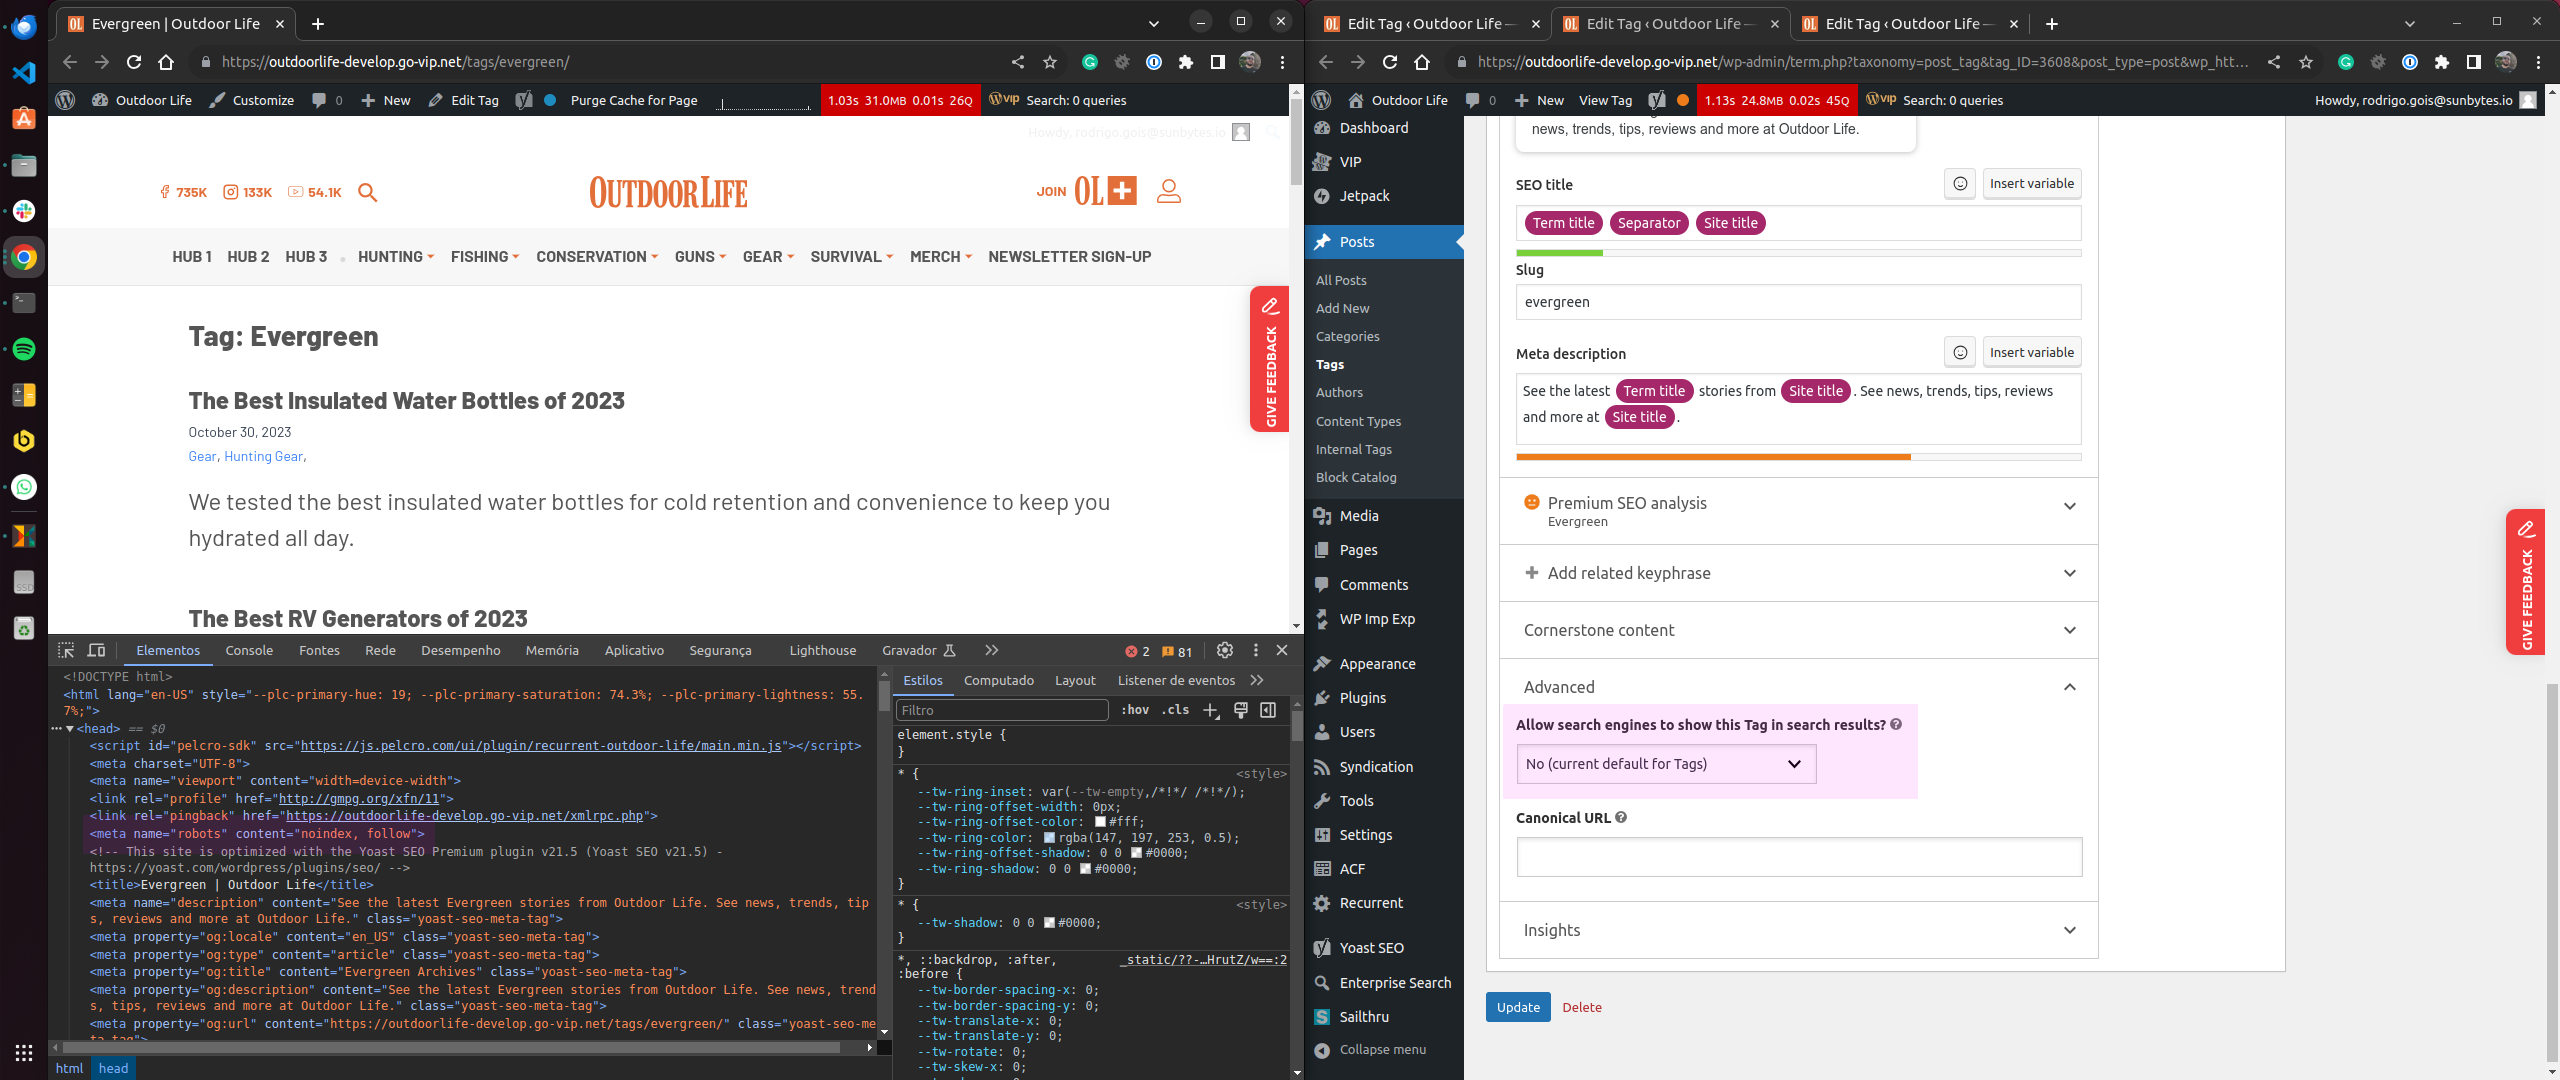 Evergreen | Outdoor Life
https://outdoorlife-develop.go-vip.net/tags/evergreen/
Outdoor Life Customize 0 New Edit Tag Purge Cache for Page 1.03s 31.0MB 0.01s 26Q VIP Search: 0 queries
Howdy, rodrigo.gois@sunbytes.io
735K 133K 54.1K OUTDOOR LIFE JOIN OL
HUB 1 HUB 2 HUB 3 HUNTING FISHING CONSERVATION GUNS GEAR SURVIVAL MERCH NEWSLETTER SIGN-UP
Tag: Evergreen
The Best Insulated Water Bottles of 2023
October 30, 2023
Gear, Hunting Gear,
We tested the best insulated water bottles for cold retention and convenience to keep you
hydrated all day.
The Best RV Generators of 2023
GIVE FEEDBACK
Elementos Console Fontes Rede Desempenho Memória Aplicativo Segurança Lighthouse Gravador 2 81
<!DOCTYPE html>
<html lang="en-US" style="--plc-primary-hue: 19; --plc-primary-saturation: 74.3%; --plc-primary-lightness: 55.
7%;">
<head> == $0
<script id="pelcro-sdk" src="https://js.pelcro.com/ui/plugin/recurrent-outdoor-life/main.min.js"></script>
<meta charset="UTF-8">
<meta name="viewport" content="width=device-width">
<link rel="profile" href="http://gmpg.org/xfn/11">
<link rel="pingback" href="https://outdoorlife-develop.go-vip.net/xmlrpc.php">
<meta name="robots" content="noindex, follow">
<!-- This site is optimized with the Yoast SEO Premium plugin v21.5 (Yoast SEO v21.5) -
https://yoast.com/wordpress/plugins/seo/ -->
<title>Evergreen | Outdoor Life</title>
<meta name="description" content="See the latest Evergreen stories from Outdoor Life. See news, trends, tip
s, reviews and more at Outdoor Life." class="yoast-seo-meta-tag">
<meta property="og:locale" content="en_US" class="yoast-seo-meta-tag">
<meta property="og:type" content="article" class="yoast-seo-meta-tag">
<meta property="og:title" content="Evergreen Archives" class="yoast-seo-meta-tag">
<meta property="og:description" content="See the latest Evergreen stories from Outdoor Life. See news, trend
s, tips, reviews and more at Outdoor Life." class="yoast-seo-meta-tag">
<meta property="og:url" content="https://outdoorlife-develop.go-vip.net/tags/evergreen/" class="yoast-seo-me
ta-tag">
html head
Estilos Computado Layout Listener de eventos
Filtro :hov .cls
element.style {
}
* { <style>
--tw-ring-inset: var(--tw-empty,/*!*/ /*!*/);
--tw-ring-offset-width: 0px;
--tw-ring-offset-color: #fff;
--tw-ring-color: rgba(147, 197, 253, 0.5);
--tw-ring-offset-shadow: 0 0 #0000;
--tw-ring-shadow: 0 0 #0000;
}
* { <style>
--tw-shadow: 0 0 #0000;
}
*, ::backdrop, :after, _static/??-…HrutZ/w==:2
:before {
--tw-border-spacing-x: 0;
--tw-border-spacing-y: 0;
--tw-translate-x: 0;
--tw-translate-y: 0;
--tw-rotate: 0;
--tw-skew-x: 0;
Edit Tag ‹ Outdoor Life — Edit Tag ‹ Outdoor Life — Edit Tag ‹ Outdoor Life —
https://outdoorlife-develop.go-vip.net/wp-admin/term.php?taxonomy=post_tag&tag_ID=3608&post_type=post&wp_htt…
Outdoor Life 0 New View Tag 1.13s 24.8MB 0.02s 45Q VIP Search: 0 queries Howdy, rodrigo.gois@sunbytes.io
Dashboard
VIP
Jetpack
Posts
All Posts
Add New
Categories
Tags
Authors
Content Types
Internal Tags
Block Catalog
Media
Pages
Comments
WP Imp Exp
Appearance
Plugins
Users
Syndication
Tools
Settings
ACF
Recurrent
Yoast SEO
Enterprise Search
Sailthru
Collapse menu
news, trends, tips, reviews and more at Outdoor Life.
SEO title Insert variable
Term title Separator Site title
Slug
evergreen
Meta description Insert variable
See the latest Term title stories from Site title . See news, trends, tips, reviews
and more at Site title .
Premium SEO analysis
Evergreen
Add related keyphrase
Cornerstone content
Advanced
Allow search engines to show this Tag in search results?
No (current default for Tags)
Canonical URL
Insights
Update Delete
GIVE FEEDBACK
SSD